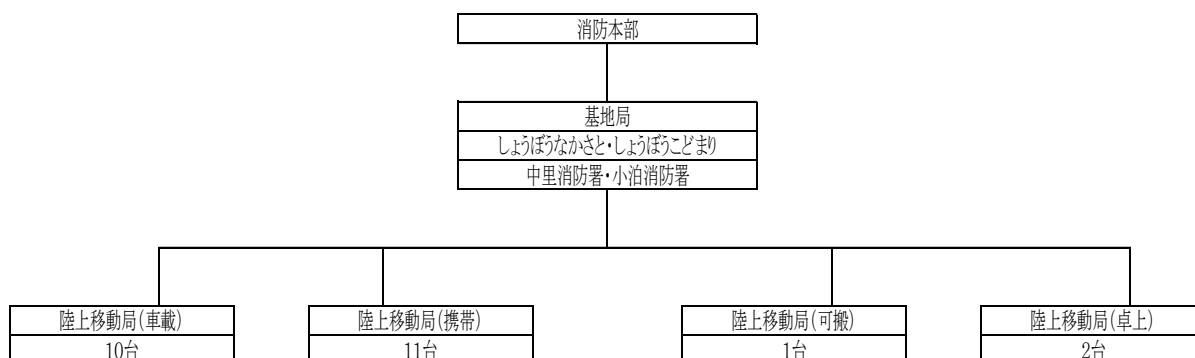 消防本部
基地局
しょうぼうなかさと・しょうぼうこどまり
中里消防署・小泊消防署
陸上移動局(車載)
陸上移動局(携帯)
陸上移動局(可搬)
陸上移動局(卓上)
10台
11台
1台
2台